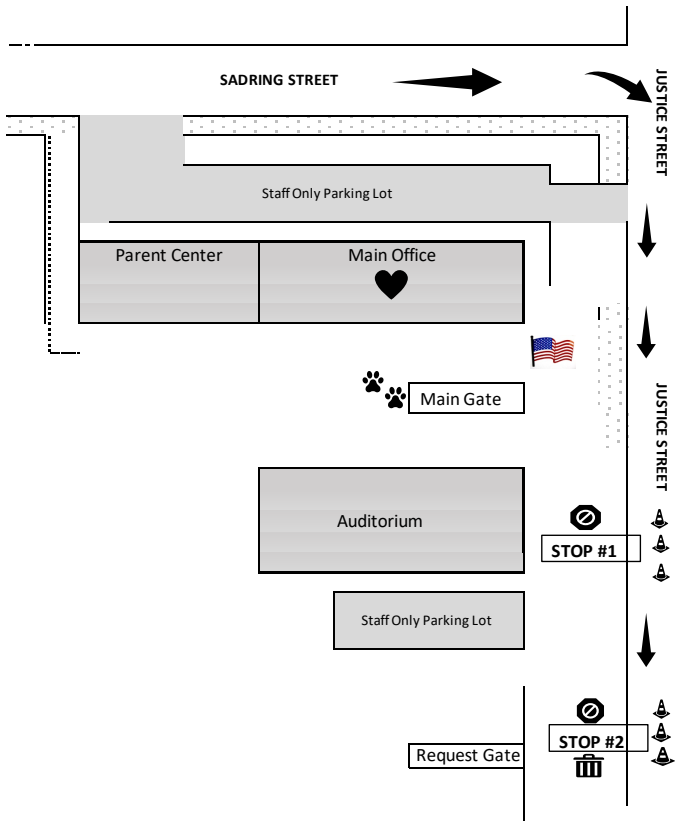 SADRING STREET
JUSTICE STREET
Staff Only Parking Lot
Parent Center
Main Office
Main Gate
JUSTICE STREET
Auditorium
STOP #1
Staff Only Parking Lot
STOP #2
Request Gate